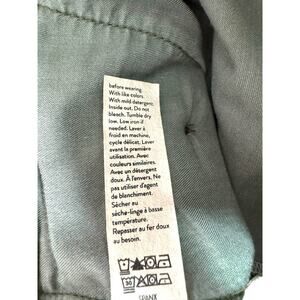 before wearing.
With like colors.
With mild detergent.
Inside out. Do not
bleach. Tumble dry
low. Low iron if
needed. Laver à
froid en machine,
cycle délicat. Laver
avant la première
utilisation. Avec
couleurs similaires.
Avec un détergent
doux. À l'envers. Ne
pas utiliser d'agent
de blanchiment.
Sécher au
sèche-linge à basse
température.
Repasser au fer doux
au besoin.
30
SPANX